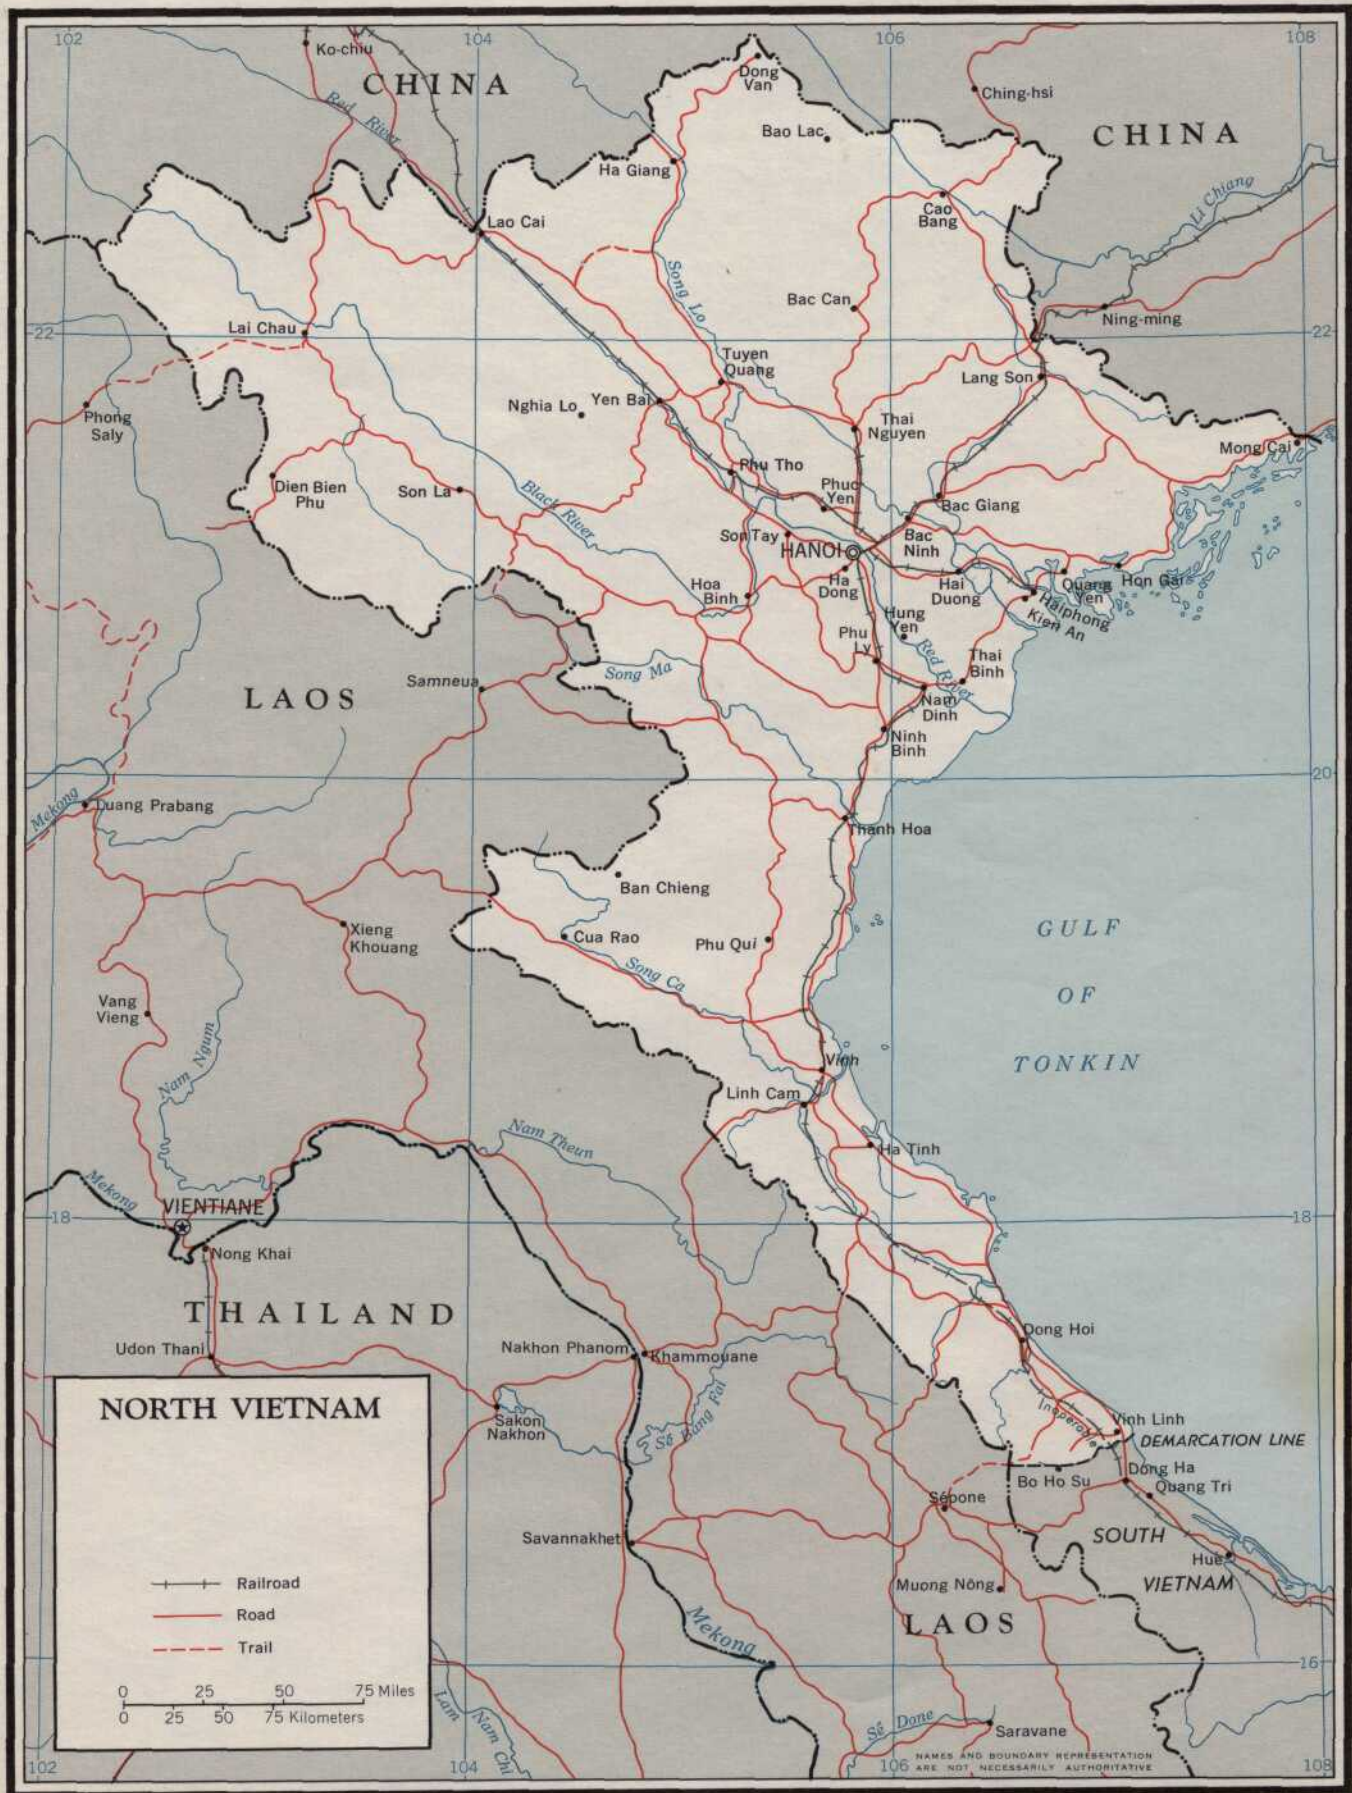 102
104
106
108
Ko-chiu
CHINA
Red River
Dong
Van
Ching-hsi
Bao Lac
CHINA
Ha Giang
Li Chiang
Cao
Bang
Lao Cai
Song Lo
Bac Can
Ning-ming
22
Lai Chau
22
Tuyen
Quang
Lang Son
Phong
Saly
Nghia Lo
Yen Bai
Thai
Nguyen
Mong Cai
Phu Tho
Dien Bien
Phu
Son La
Black River
Phuc
Yen
Bac Giang
Son Tay
HANOI
Bac
Ninh
Hoa
Binh
Ha
Dong
Hai
Duong
Quang
Yen
Hon Gai
Haiphong
Kien An
Hung
Yen
Phu
Ly
Red River
Thai
Binh
Song Ma
Samneua
LAOS
Nam
Dinh
Ninh
Binh
20
Mekong
Luang Prabang
Thanh Hoa
Ban Chieng
Xieng
Khouang
Cua Rao
Phu Qui
GULF
OF
TONKIN
Song Ca
Vang
Vieng
Nam Ngum
Vinh
Linh Cam
Nam Theun
Ha Tinh
Mekong
VIENTIANE
18
18
Nong Khai
THAILAND
Dong Hoi
Udon Thani
Nakhon Phanom
Khammouane
NORTH VIETNAM
Sakon
Nakhon
Sé Bang Fai
Inoperable
Vinh Linh
DEMARCATION LINE
Bo Ho Su
Dong Ha
Quang Tri
Sépone
Savannakhet
SOUTH
VIETNAM
Hué
Muong Nông
LAOS
Railroad
Road
Trail
Mekong
16
0 25 50 75 Miles
0 25 50 75 Kilometers
Lam
Nam Chi
Sé Done
Saravane
NAMES AND BOUNDARY REPRESENTATION
ARE NOT NECESSARILY AUTHORITATIVE
102
104
106
108